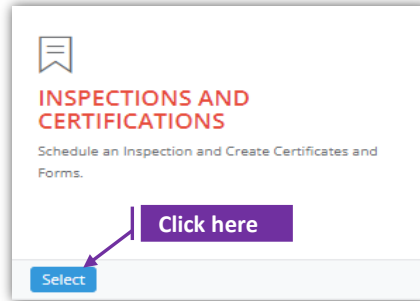 INSPECTIONS AND
CERTIFICATIONS
Schedule an Inspection and Create Certificates and
Forms.
Click here
Select